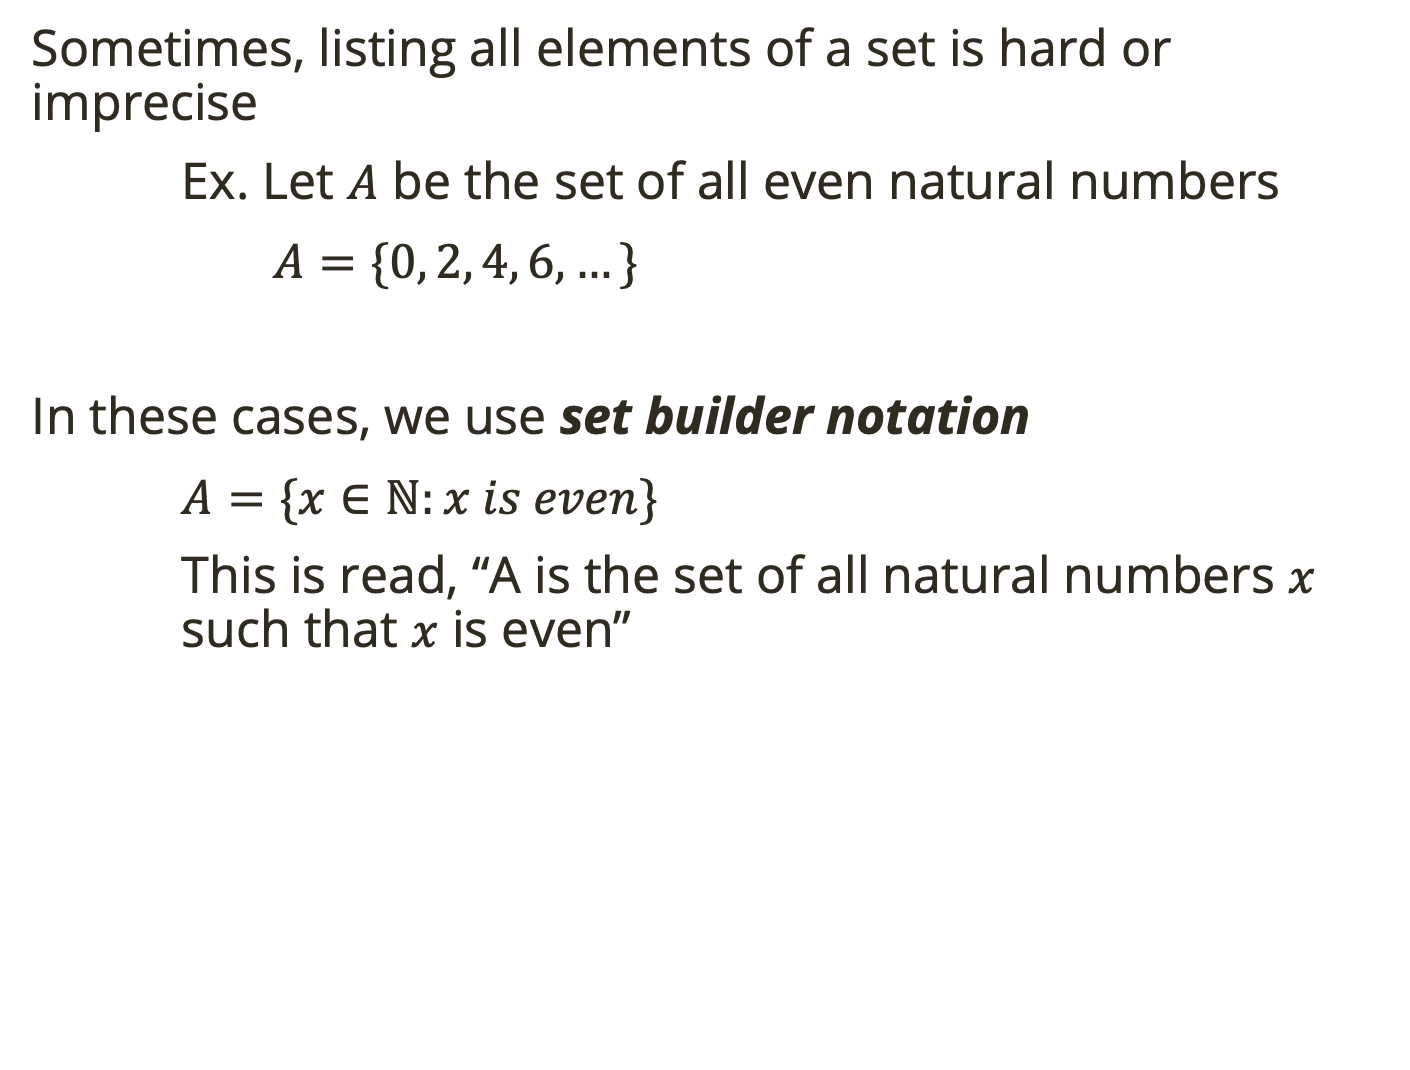 Sometimes, listing all elements of a set is hard or
imprecise
Ex. Let A be the set of all even natural numbers
A = {0, 2, 4, 6, … }
In these cases, we use set builder notation
A = {x ∈ ℕ: x is even}
This is read, “A is the set of all natural numbers x
such that x is even”